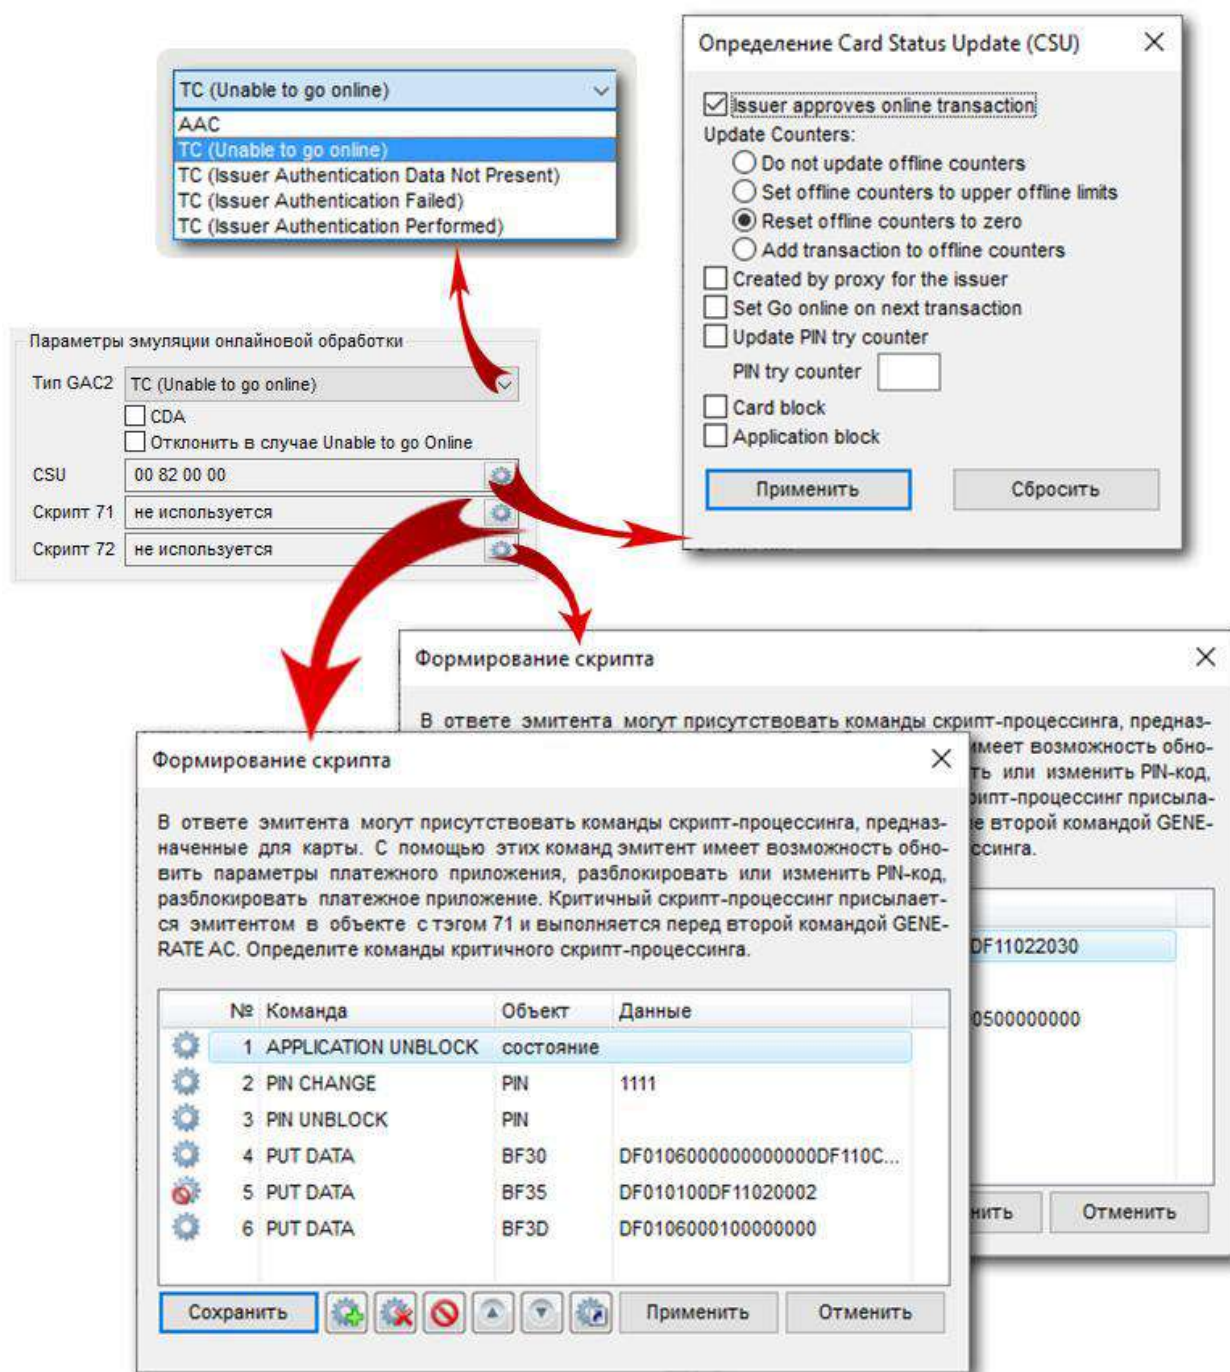 TC (Unable to go online)
AAC
TC (Unable to go online)
TC (Issuer Authentication Data Not Present)
TC (Issuer Authentication Failed)
TC (Issuer Authentication Performed)
Определение Card Status Update (CSU)
Issuer approves online transaction
Update Counters:
Do not update offline counters
Set offline counters to upper offline limits
Reset offline counters to zero
Add transaction to offline counters
Created by proxy for the issuer
Set Go online on next transaction
Update PIN try counter
PIN try counter
Card block
Application block
Применить Сбросить
Параметры эмуляции онлайновой обработки
Тип GAC2 TC (Unable to go online)
CDA
Отклонить в случае Unable to go Online
CSU 00 82 00 00
Скрипт 71 не используется
Скрипт 72 не используется
Формирование скрипта
В ответе эмитента могут присутствовать команды скрипт-процессинга, предназ-
имеет возможность обно-
ть или изменить PIN-код,
рипт-процессинг присыла-
е второй командой GENE-
ссинга.
DF11022030
0500000000
нить Отменить
Формирование скрипта
В ответе эмитента могут присутствовать команды скрипт-процессинга, предназ-
наченные для карты. С помощью этих команд эмитент имеет возможность обно-
вить параметры платежного приложения, разблокировать или изменить PIN-код,
разблокировать платежное приложение. Критичный скрипт-процессинг присылает-
ся эмитентом в объекте с тэгом 71 и выполняется перед второй командой GENE-
RATE AC. Определите команды критичного скрипт-процессинга.
№ Команда Объект Данные
1 APPLICATION UNBLOCK состояние
2 PIN CHANGE PIN 1111
3 PIN UNBLOCK PIN
4 PUT DATA BF30 DF0106000000000000DF110C...
5 PUT DATA BF35 DF010100DF11020002
6 PUT DATA BF3D DF0106000100000000
Сохранить Применить Отменить